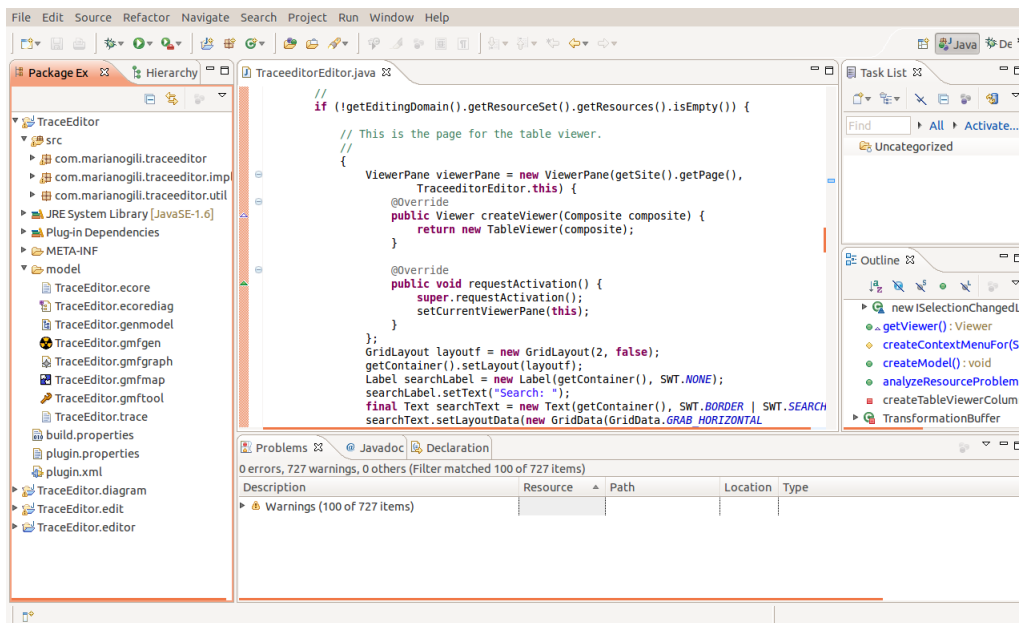 File Edit Source Refactor Navigate Search Project Run Window Help
Java De
Package Ex Hierarchy
TraceEditor
src
com.marianogili.traceeditor
com.marianogili.traceeditor.impl
com.marianogili.traceeditor.util
JRE System Library [JavaSE-1.6]
Plug-in Dependencies
META-INF
model
TraceEditor.ecore
TraceEditor.ecorediag
TraceEditor.genmodel
TraceEditor.gmfgen
TraceEditor.gmfgraph
TraceEditor.gmfmap
TraceEditor.gmftool
TraceEditor.trace
build.properties
plugin.properties
plugin.xml
TraceEditor.diagram
TraceEditor.edit
TraceEditor.editor
TraceeditorEditor.java
//
if (!getEditingDomain().getResourceSet().getResources().isEmpty()) {
// This is the page for the table viewer.
//
{
ViewerPane viewerPane = new ViewerPane(getSite().getPage(),
TraceeditorEditor.this) {
@Override
public Viewer createViewer(Composite composite) {
return new TableViewer(composite);
}
@Override
public void requestActivation() {
super.requestActivation();
setCurrentViewerPane(this);
}
};
GridLayout layoutf = new GridLayout(2, false);
getContainer().setLayout(layoutf);
Label searchLabel = new Label(getContainer(), SWT.NONE);
searchLabel.setText("Search: ");
final Text searchText = new Text(getContainer(), SWT.BORDER | SWT.SEARCH
searchText.setLayoutData(new GridData(GridData.GRAB_HORIZONTAL
Task List
Find All Activate...
Uncategorized
Outline
new ISelectionChangedL
getViewer() : Viewer
createContextMenuFor(S
createModel() : void
analyzeResourceProblem
createTableViewerColum
TransformationBuffer
Problems Javadoc Declaration
0 errors, 727 warnings, 0 others (Filter matched 100 of 727 items)
Description Resource Path Location Type
Warnings (100 of 727 items)